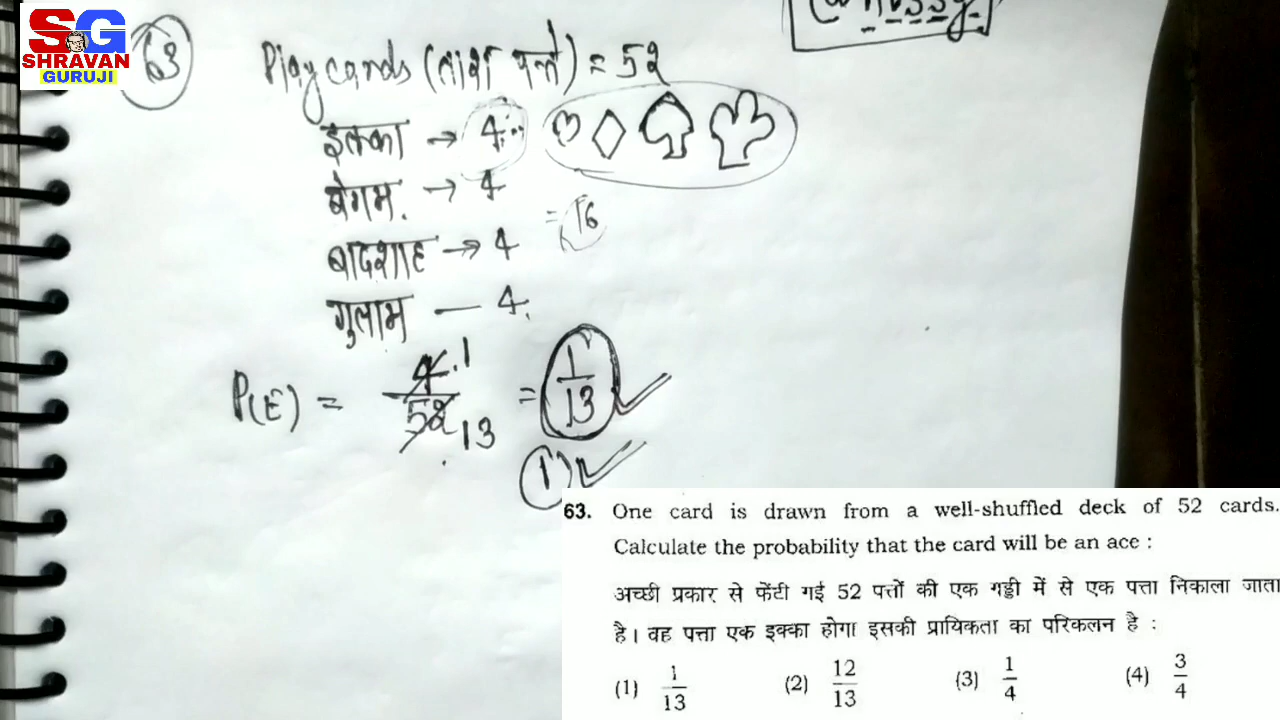 SG
SHRAVAN
GURUJI
63
Play cards (ताश पत्ते) = 52
इक्का → 4
बेगम → 4
= 16
बादशाह → 4
गुलाम — 4
P(E) = 4/52 1 13 = 1/13
1
63. One card is drawn from a well-shuffled deck of 52 cards.
Calculate the probability that the card will be an ace :
अच्छी प्रकार से फेंटी गई 52 पत्तों की एक गड्डी में से एक पत्ता निकाला जाता
है। वह पत्ता एक इक्का होगा इसकी प्रायिकता का परिकलन है :
(1) 1/13 (2) 12/13 (3) 1/4 (4) 3/4